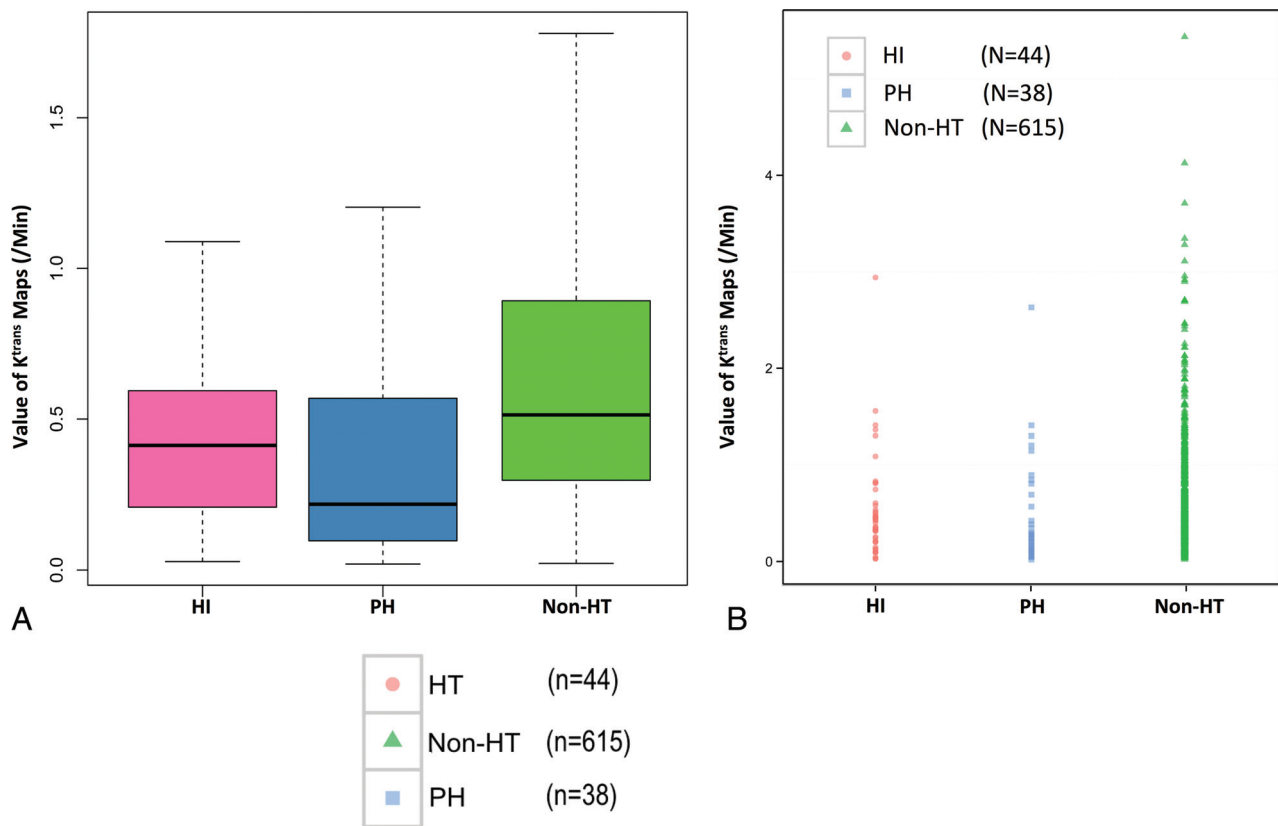 Value of Ktrans Maps (/Min)
1.5
1.0
0.5
0.0
HI
PH
Non-HT
A
Value of Ktrans Maps (/Min)
HI (N=44)
PH (N=38)
Non-HT (N=615)
4
2
0
HI
PH
Non-HT
B
HT (n=44)
Non-HT (n=615)
PH (n=38)